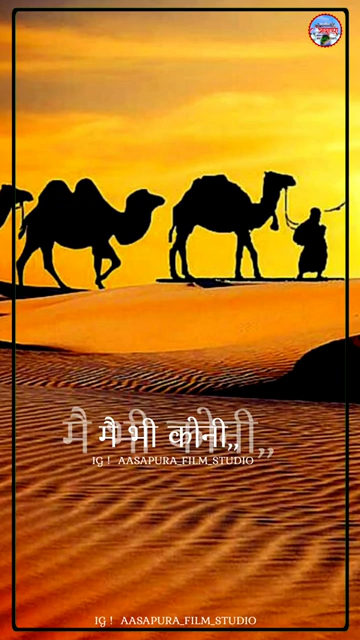 मै भी कीनी,,
IG ! AASAPURA_FILM_STUDIO
IG ! AASAPURA_FILM_STUDIO